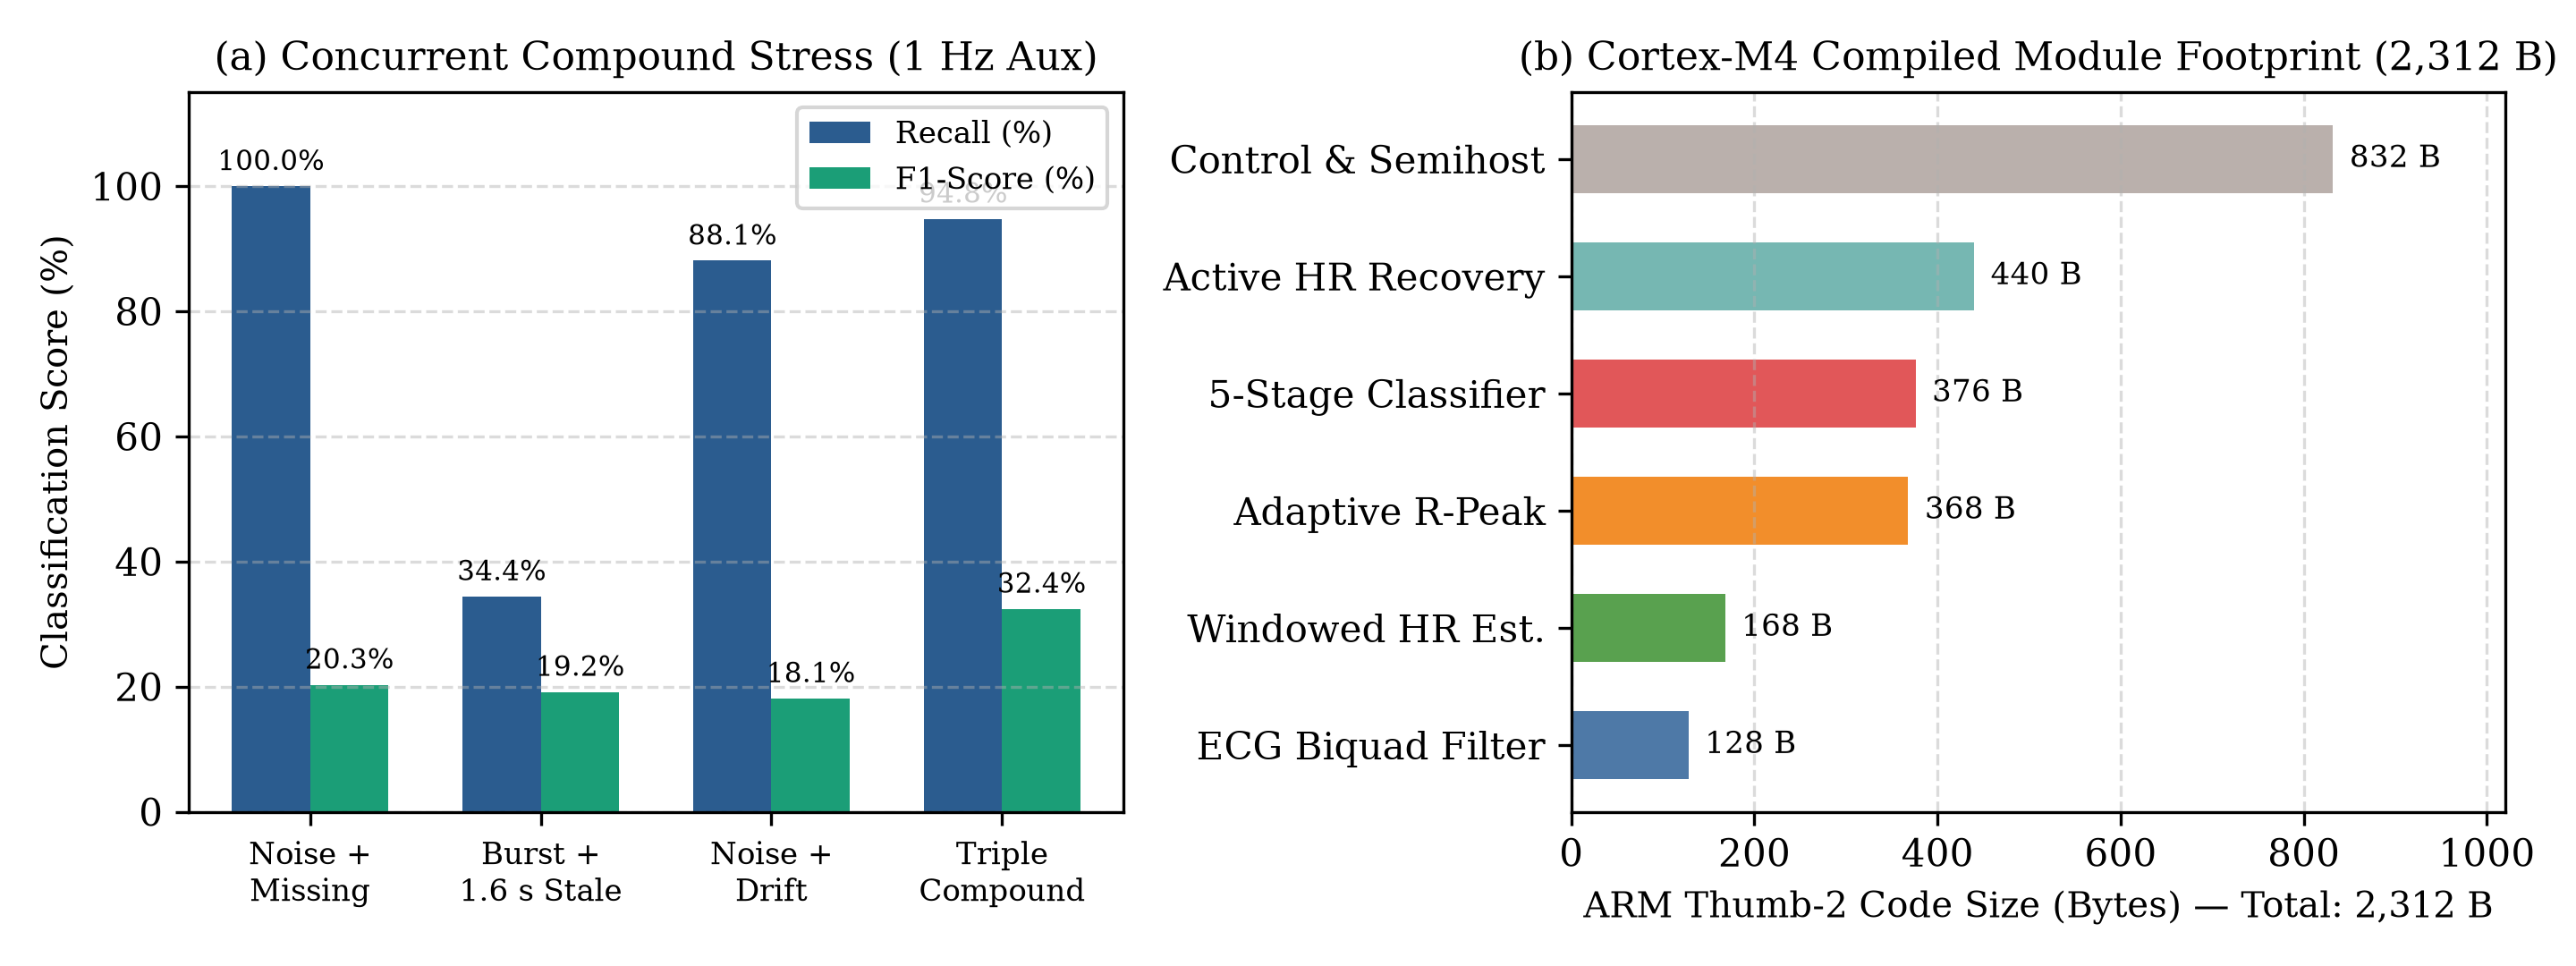 (a) Concurrent Compound Stress (1 Hz Aux)
Classification Score (%)
100
80
60
40
20
0
Recall (%)
F1-Score (%)
100.0%
20.3%
34.4%
19.2%
88.1%
18.1%
94.8%
32.4%
Noise +
Missing
Burst +
1.6 s Stale
Noise +
Drift
Triple
Compound
(b) Cortex-M4 Compiled Module Footprint (2,312 B)
Control & Semihost
832 B
Active HR Recovery
440 B
5-Stage Classifier
376 B
Adaptive R-Peak
368 B
Windowed HR Est.
168 B
ECG Biquad Filter
128 B
0 200 400 600 800 1000
ARM Thumb-2 Code Size (Bytes) — Total: 2,312 B